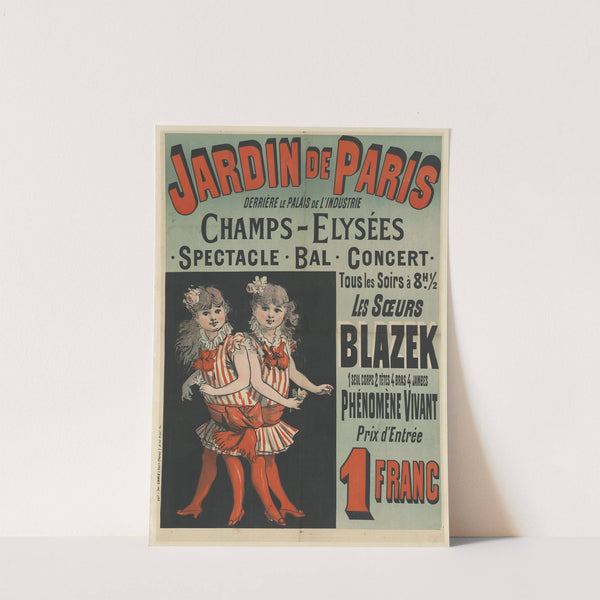 JARDIN DE PARIS
DERRIÈRE LE PALAIS DE L'INDUSTRIE
CHAMPS-ELYSÉES
·SPECTACLE·BAL·CONCERT·
Tous les Soirs à 8H.½
LES SŒURS
BLAZEK
1 SEUL CORPS 2 TÊTES 4 BRAS 4 JAMBES
PHÉNOMÈNE VIVANT
Prix d'Entrée
1 FRANC